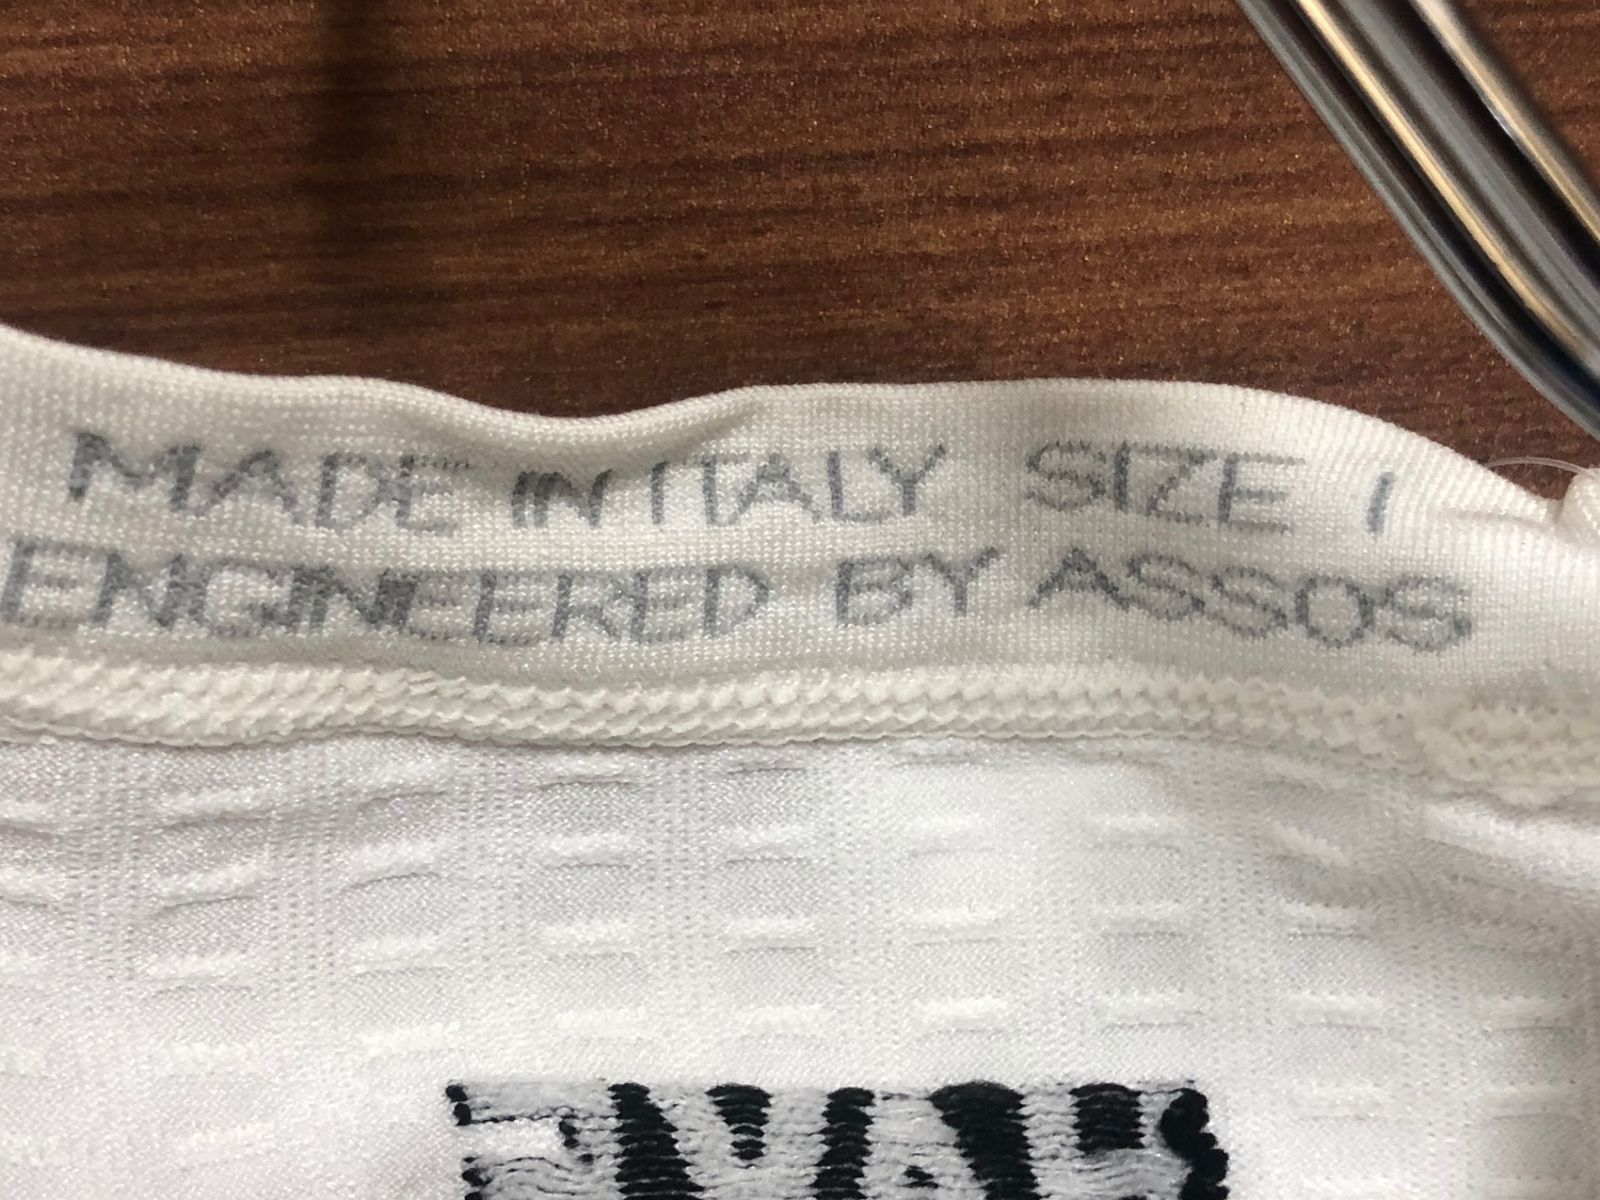 MADE IN ITALY SIZE I
ENGINEERED BY ASSOS